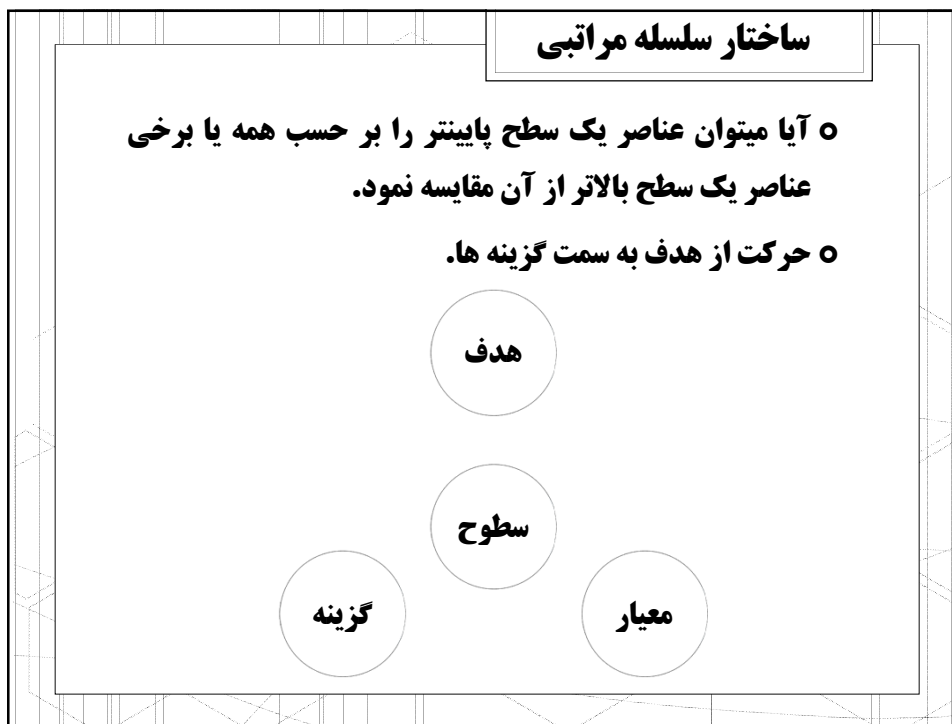 ساختار سلسله مراتبی
o آیا میتوان عناصر یک سطح پایینتر را بر حسب همه یا برخی
عناصر یک سطح بالاتر از آن مقایسه نمود.
o حرکت از هدف به سمت گزینه ها.
هدف
سطوح
معیار
گزینه